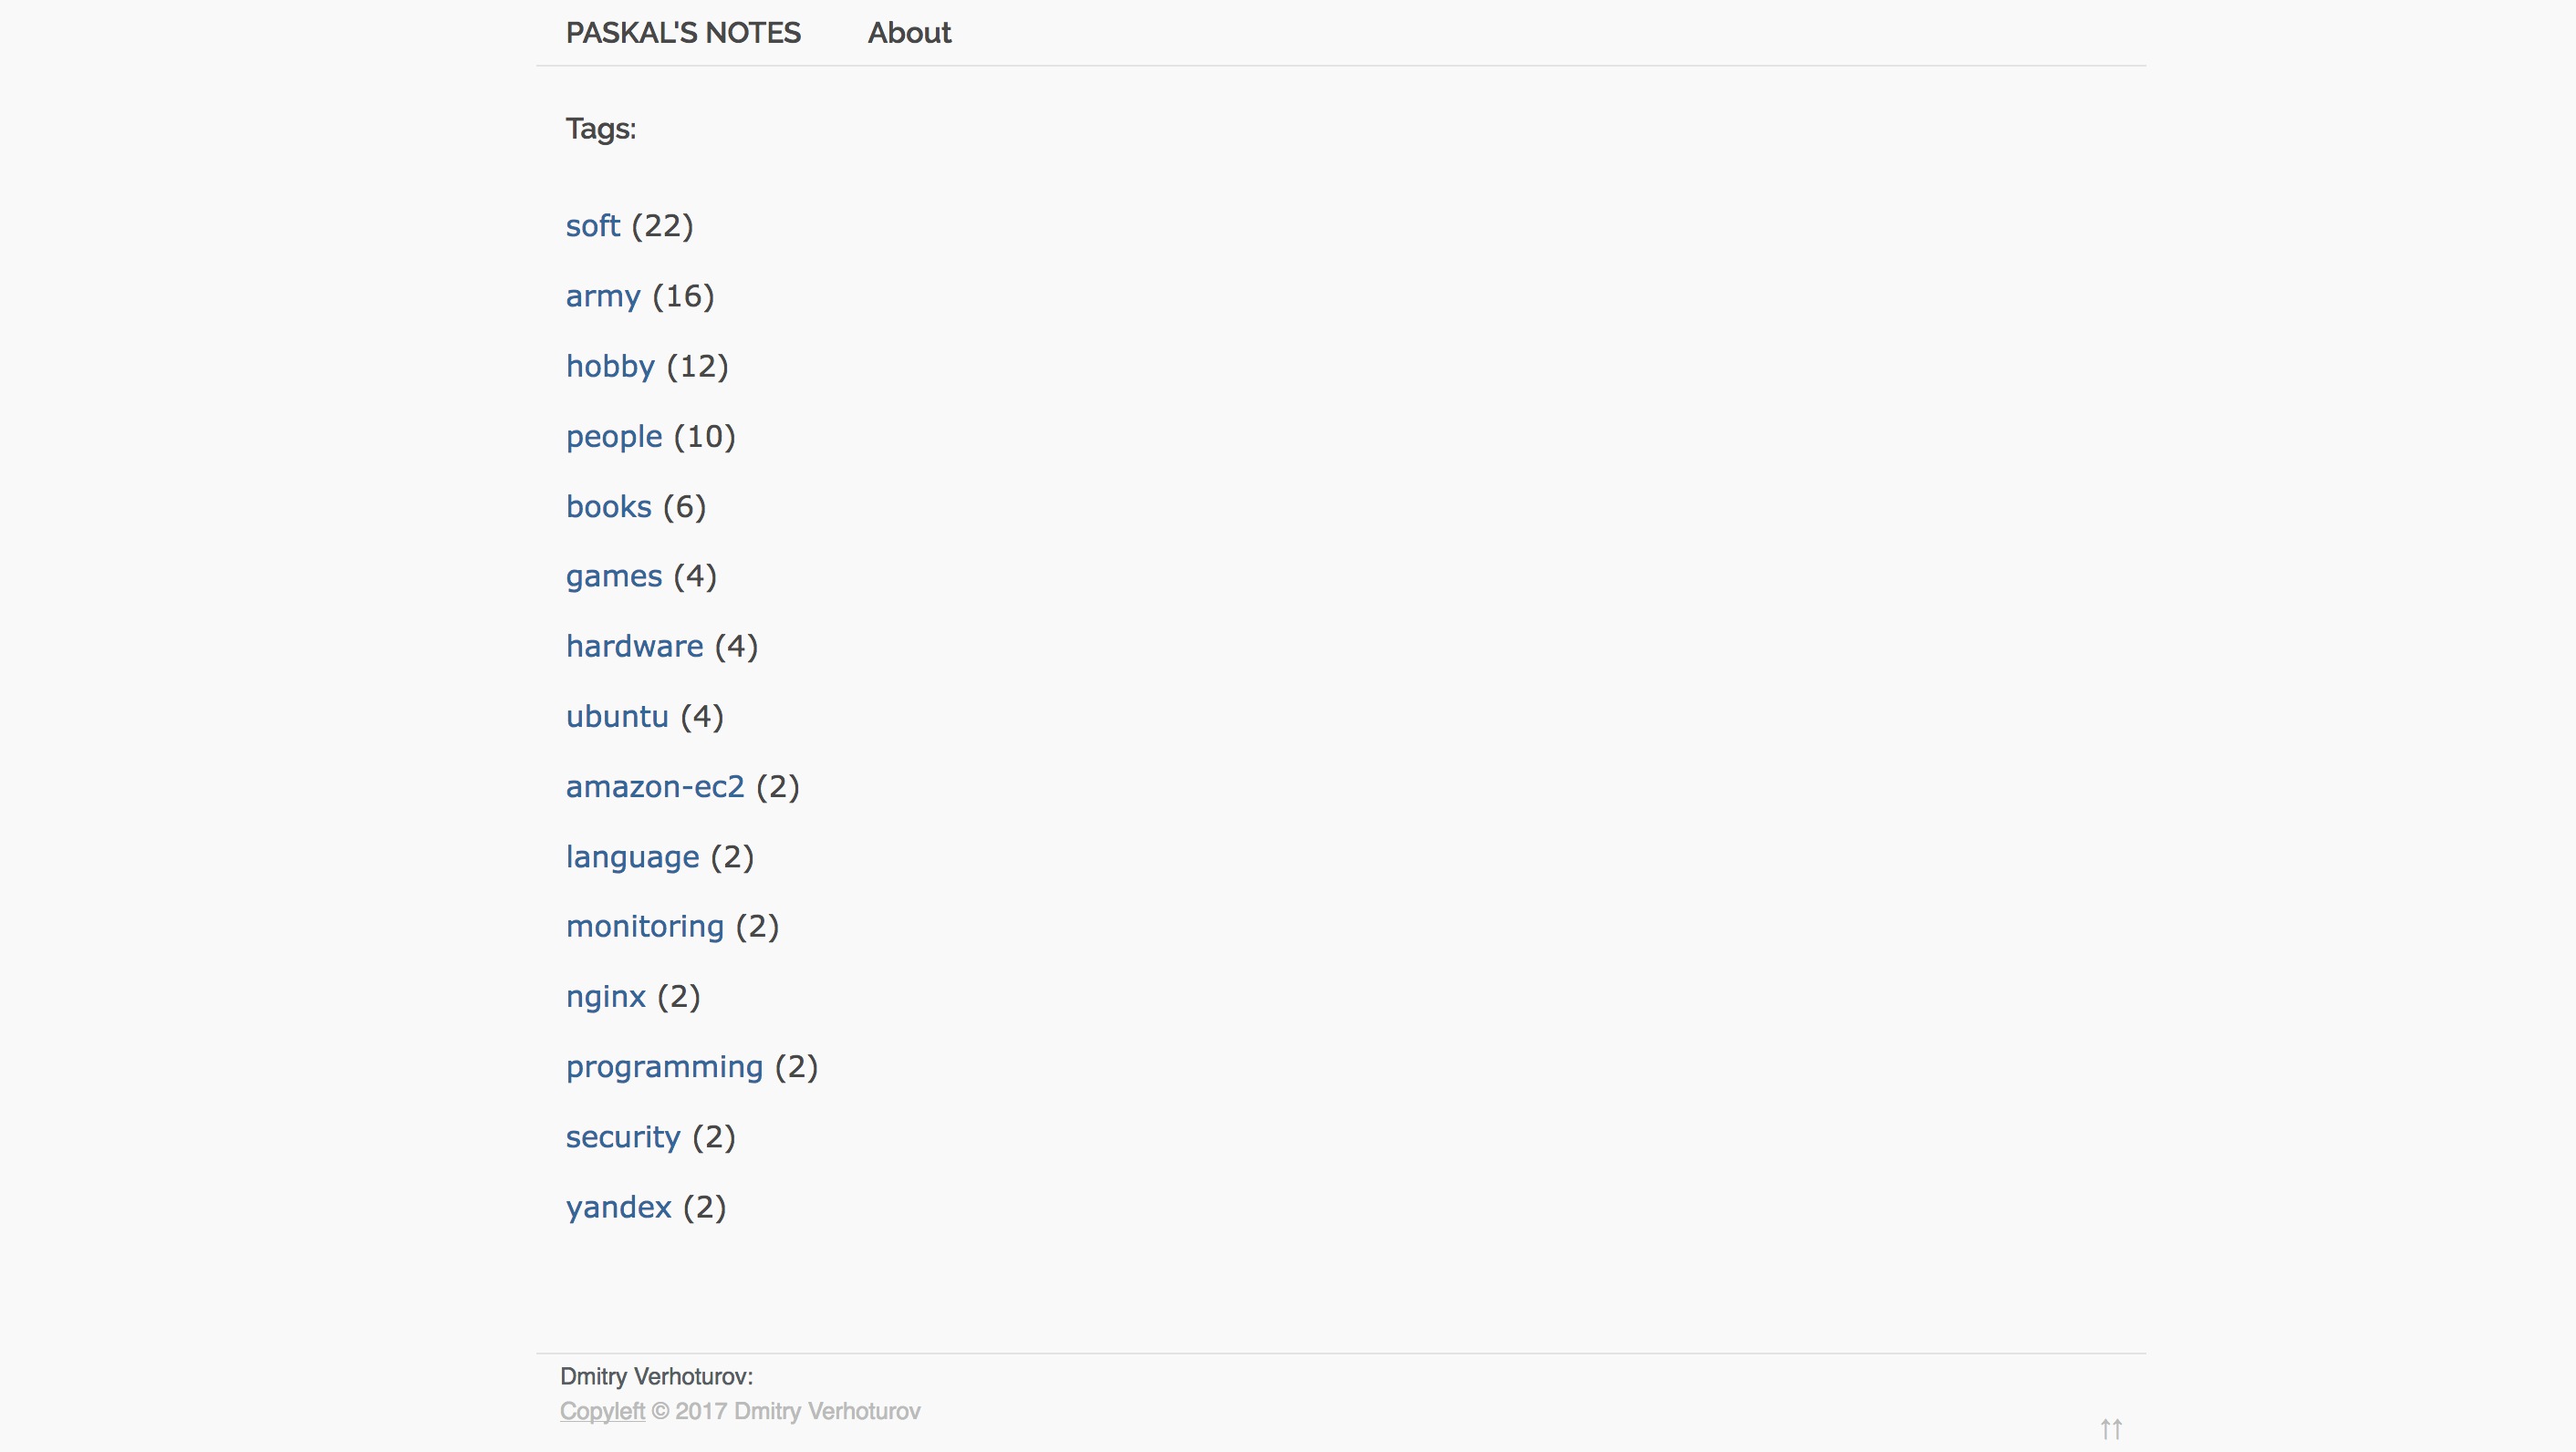 PASKAL'S NOTES About
Tags:
soft (22)
army (16)
hobby (12)
people (10)
books (6)
games (4)
hardware (4)
ubuntu (4)
amazon-ec2 (2)
language (2)
monitoring (2)
nginx (2)
programming (2)
security (2)
yandex (2)
Dmitry Verhoturov:
Copyleft © 2017 Dmitry Verhoturov
↑↑